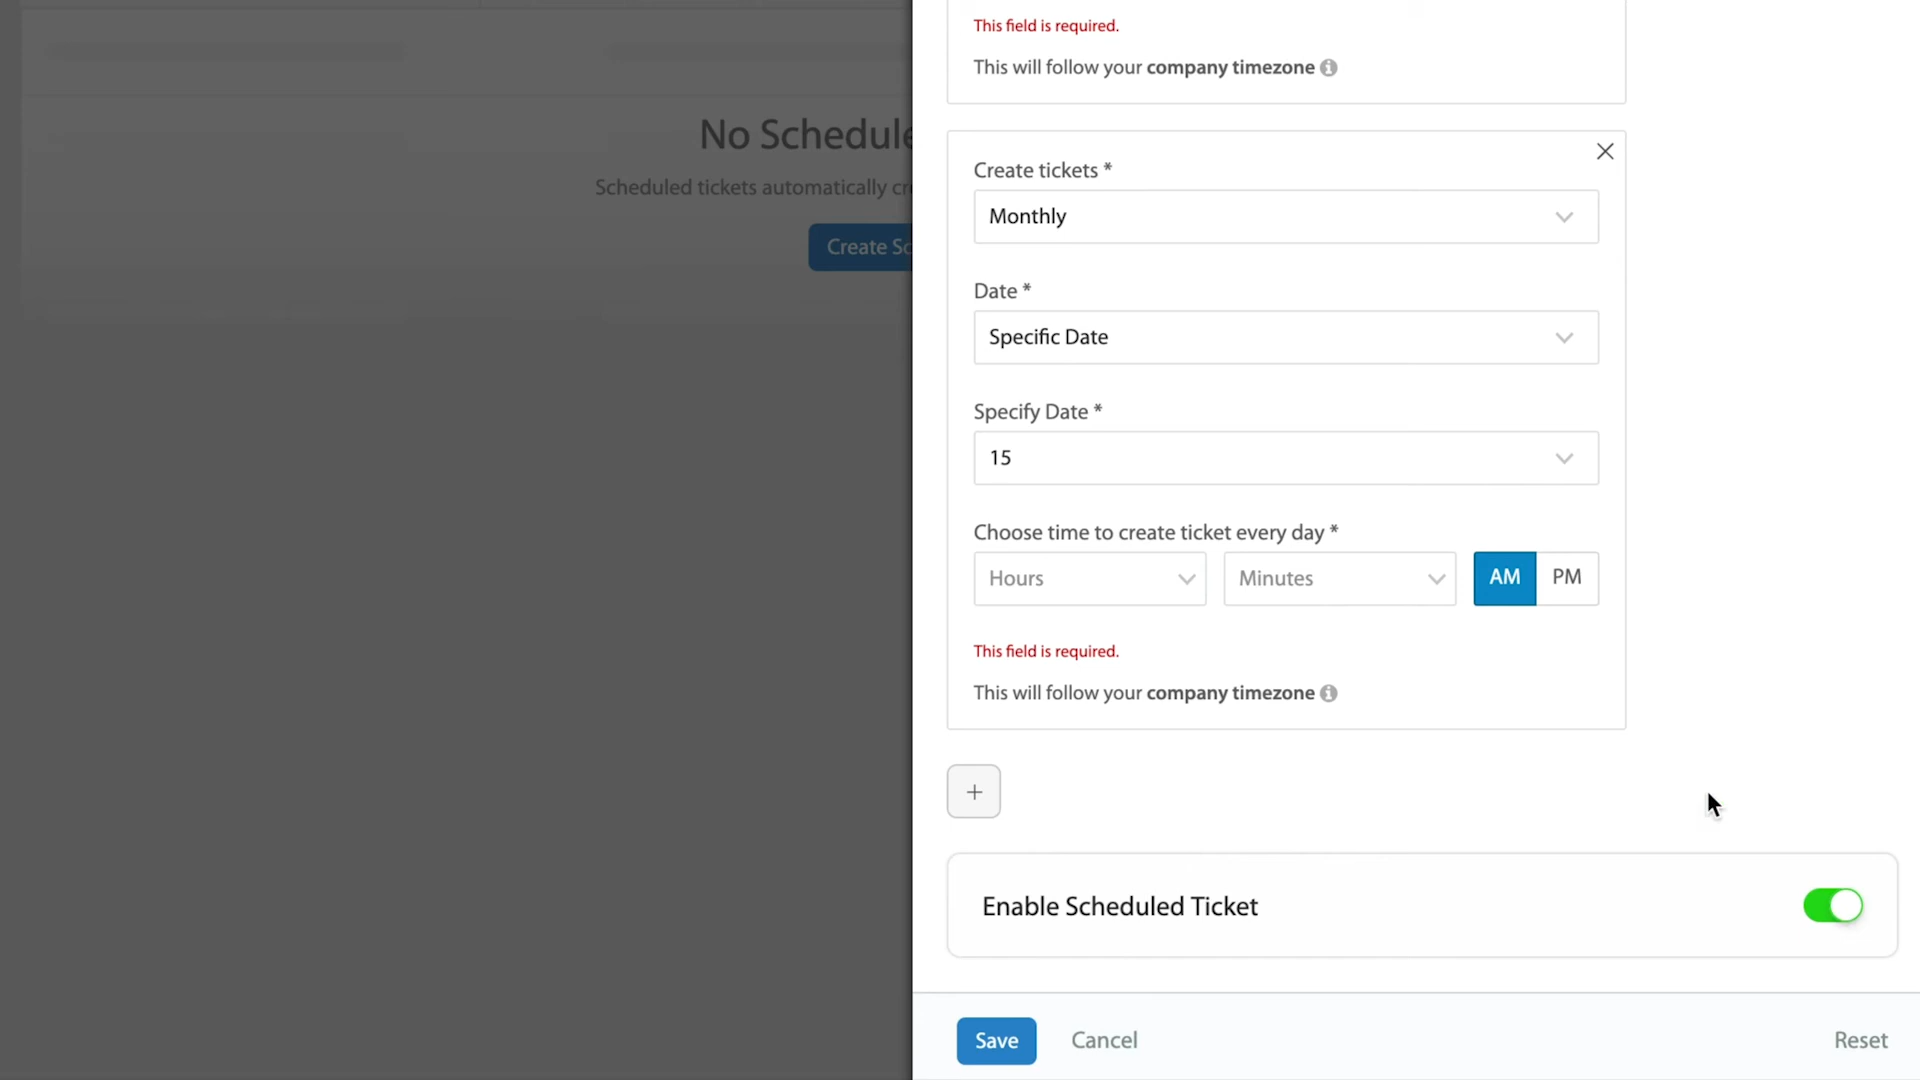 This field is required.
This will follow your company timezone
No Schedule
Scheduled tickets automatically
Create
Create tickets *
Monthly
Date *
Specific Date
Specify Date *
15
Choose time to create ticket every day *
Hours Minutes AM PM
This field is required.
This will follow your company timezone
+
Enable Scheduled Ticket
Save Cancel Reset